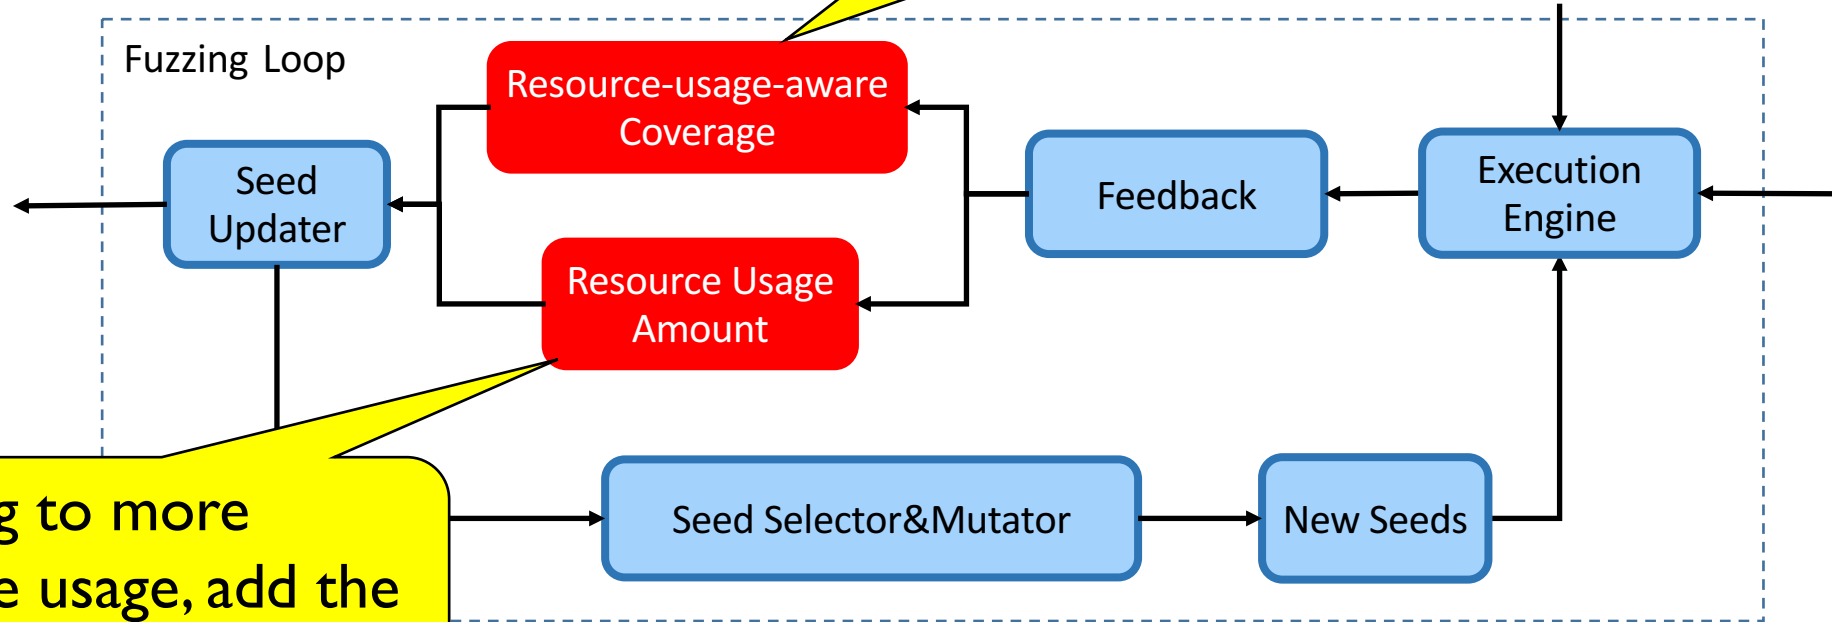 Fuzzing Loop
Resource-usage-aware
Coverage
Seed
Updater
Feedback
Execution
Engine
Resource Usage
Amount
to more
usage, add the
Seed Selector&Mutator
New Seeds